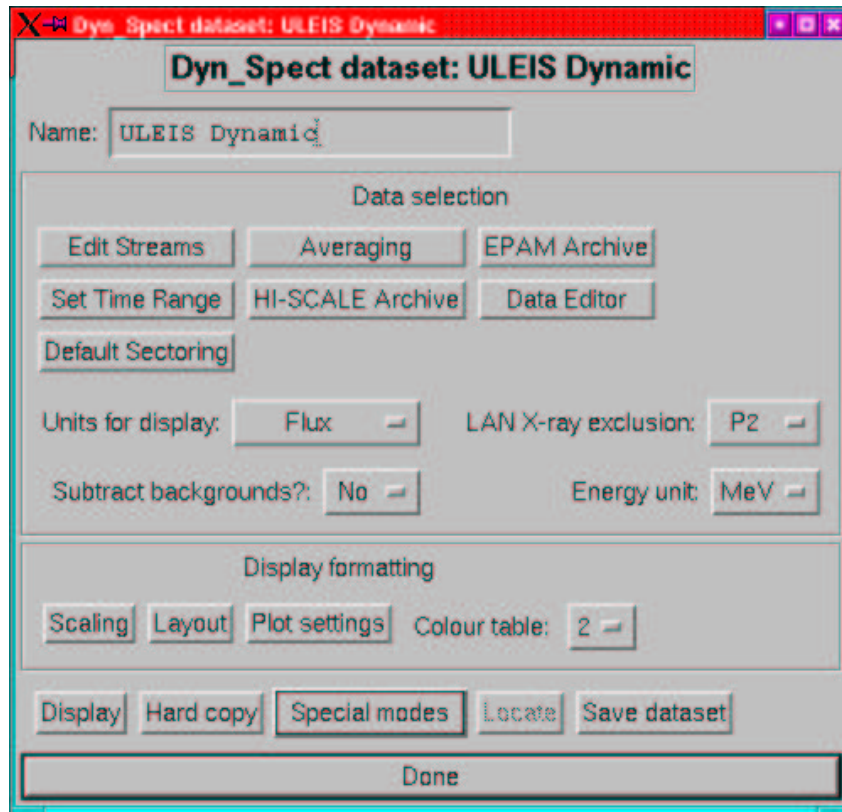 Dyn_Spect dataset: ULEIS Dynamic
Dyn_Spect dataset: ULEIS Dynamic
Name: ULEIS Dynamic
Data selection
Edit Streams Averaging EPAM Archive
Set Time Range HI-SCALE Archive Data Editor
Default Sectoring
Units for display: Flux LAN X-ray exclusion: P2
Subtract backgrounds?: No Energy unit: MeV
Display formatting
Scaling Layout Plot settings Colour table: 2
Display Hard copy Special modes Locate Save dataset
Done